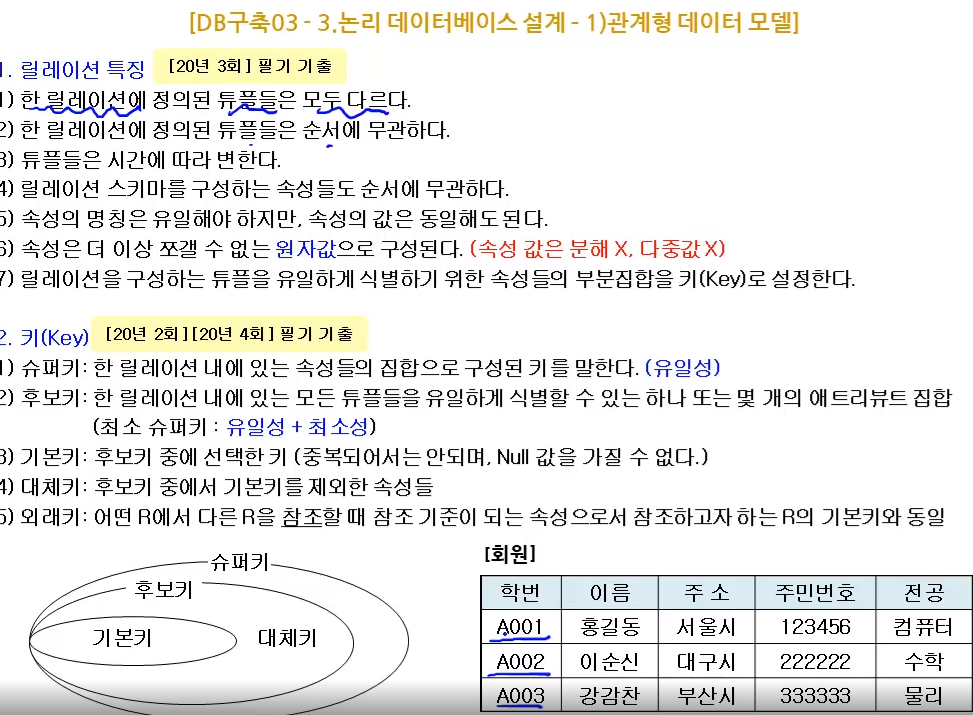 [DB구축03 - 3.논리 데이터베이스 설계 - 1)관계형 데이터 모델]
1. 릴레이션 특징 [20년 3회] 필기 기출
1) 한 릴레이션에 정의된 튜플들은 모두 다르다.
2) 한 릴레이션에 정의된 튜플들은 순서에 무관하다.
3) 튜플들은 시간에 따라 변한다.
4) 릴레이션 스키마를 구성하는 속성들도 순서에 무관하다.
5) 속성의 명칭은 유일해야 하지만, 속성의 값은 동일해도 된다.
6) 속성은 더 이상 쪼갤 수 없는 원자값으로 구성된다. (속성 값은 분해 X, 다중값 X)
7) 릴레이션을 구성하는 튜플을 유일하게 식별하기 위한 속성들의 부분집합을 키(Key)로 설정한다.
2. 키(Key) [20년 2회][20년 4회] 필기 기출
1) 슈퍼키: 한 릴레이션 내에 있는 속성들의 집합으로 구성된 키를 말한다. (유일성)
2) 후보키: 한 릴레이션 내에 있는 모든 튜플들을 유일하게 식별할 수 있는 하나 또는 몇 개의 애트리뷰트 집합
(최소 슈퍼키 : 유일성 + 최소성)
3) 기본키: 후보키 중에 선택한 키 (중복되어서는 안되며, Null 값을 가질 수 없다.)
4) 대체키: 후보키 중에서 기본키를 제외한 속성들
5) 외래키: 어떤 R에서 다른 R을 참조할 때 참조 기준이 되는 속성으로서 참조하고자 하는 R의 기본키와 동일
슈퍼키
후보키
기본키 대체키
[회원]
학번 이름 주 소 주민번호 전공
A001 홍길동 서울시 123456 컴퓨터
A002 이순신 대구시 222222 수학
A003 강감찬 부산시 333333 물리